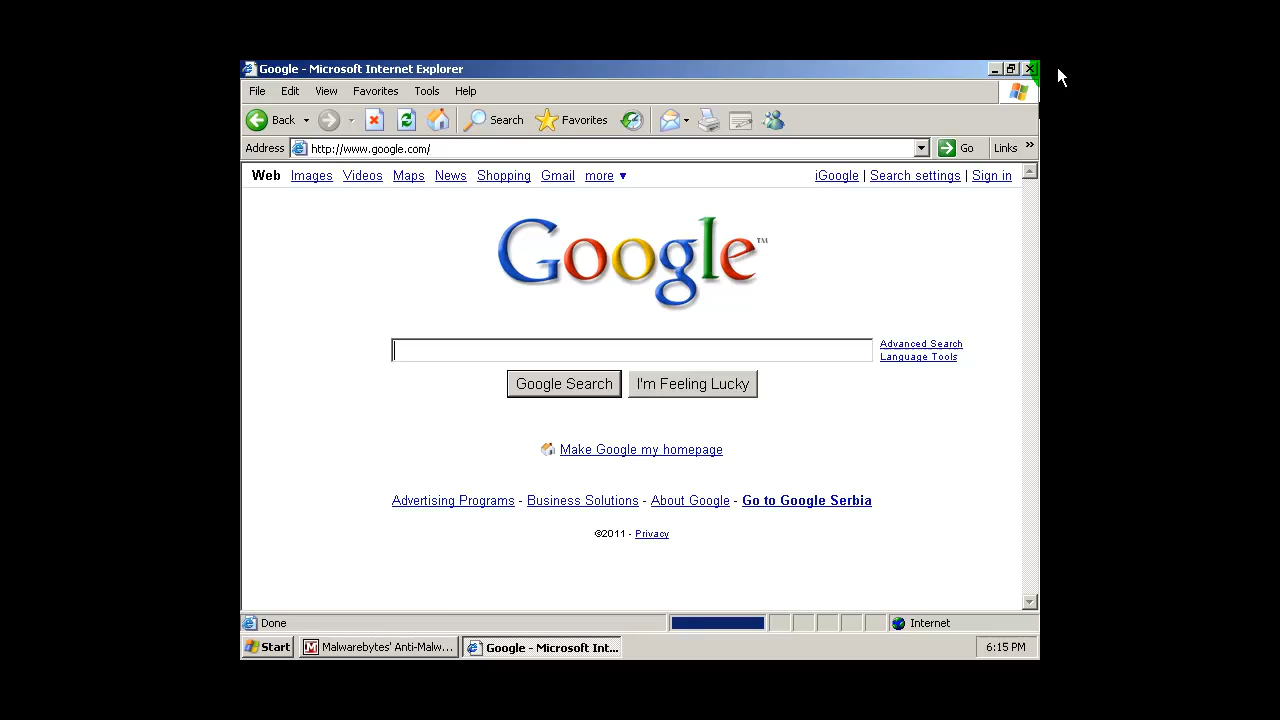 Google - Microsoft Internet Explorer
File Edit View Favorites Tools Help
Back Search Favorites
Address http://www.google.com/ Go Links »
Web Images Videos Maps News Shopping Gmail more ▼ iGoogle | Search settings | Sign in
Google™
Advanced Search
Language Tools
Google Search I'm Feeling Lucky
Make Google my homepage
Advertising Programs - Business Solutions - About Google - Go to Google Serbia
©2011 - Privacy
Done Internet
Start Malwarebytes' Anti-Malw... Google - Microsoft Int... 6:15 PM